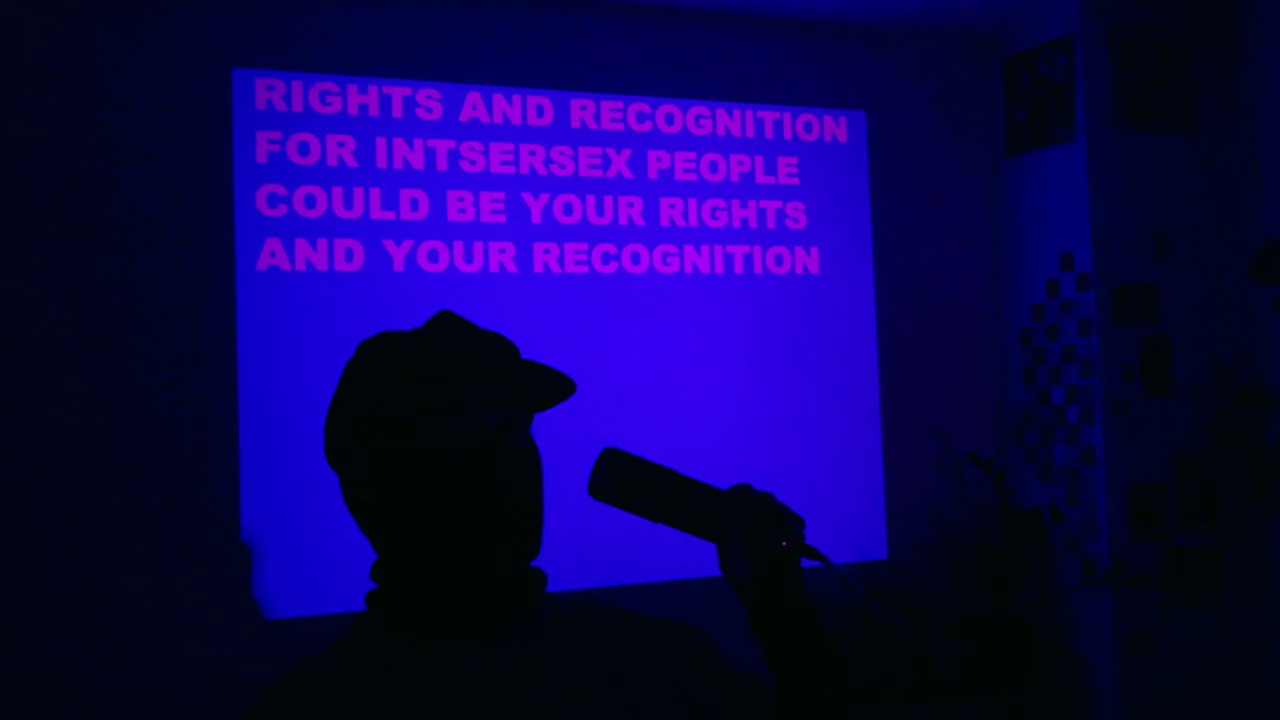 RIGHTS AND RECOGNITION
FOR INTSERSEX PEOPLE
COULD BE YOUR RIGHTS
AND YOUR RECOGNITION